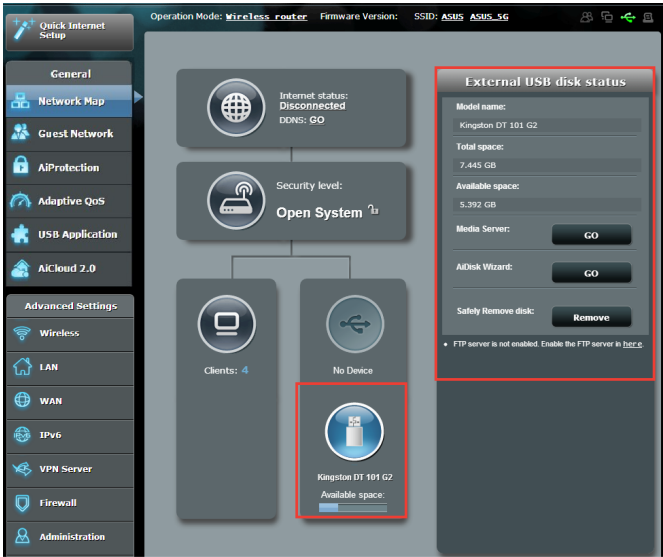 Operation Mode: Wireless router Firmware Version: SSID: ASUS ASUS_5G
Quick Internet
Setup
General
Network Map
Guest Network
AiProtection
Adaptive QoS
USB Application
AiCloud 2.0
Advanced Settings
Wireless
LAN
WAN
IPv6
IPv6
VPN Server
Firewall
Administration
Internet status:
Disconnected
DDNS: GO
Security level:
Open System
Clients: 4
No Device
Kingston DT 101 G2
Available space:
External USB disk status
Model name:
Kingston DT 101 G2
Total space:
7.445 GB
Available space:
5.392 GB
Media Server: GO
AiDisk Wizard: GO
Safely Remove disk: Remove
• FTP server is not enabled. Enable the FTP server in here.